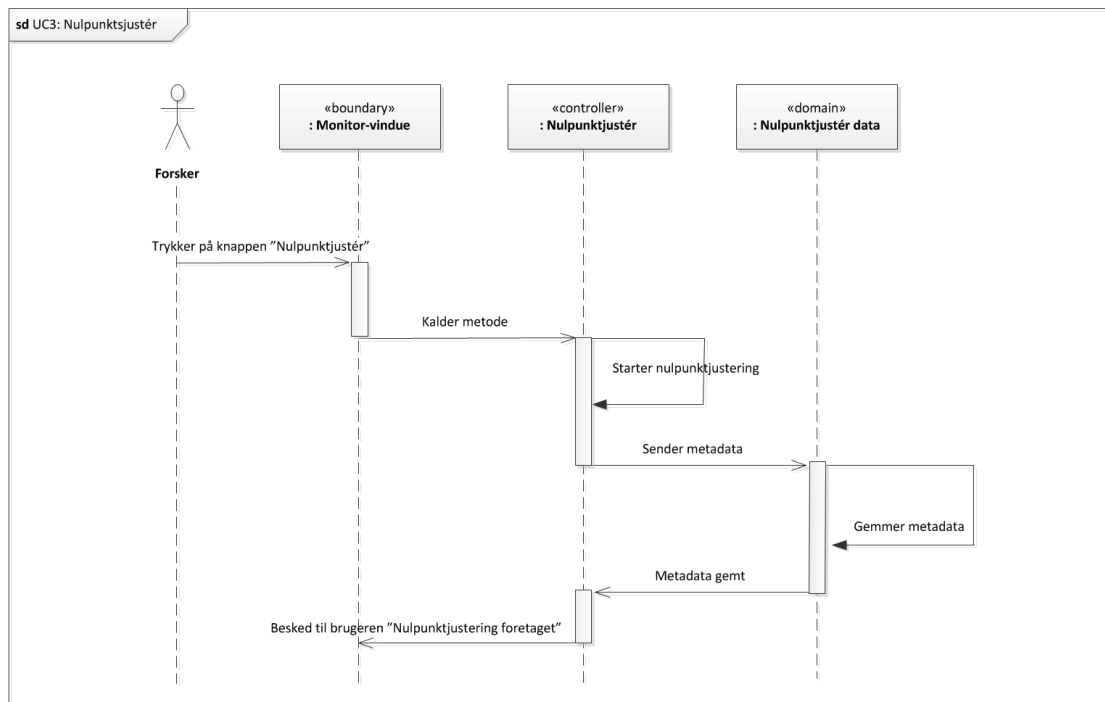 sd UC3: Nulpunktsjustér
«boundary»
: Monitor-vindue
«controller»
: Nulpunktjustér
«domain»
: Nulpunktjustér data
Forsker
Trykker på knappen ”Nulpunktjustér”
Kalder metode
Starter nulpunktjustering
Sender metadata
Gemmer metadata
Metadata gemt
Besked til brugeren ”Nulpunktjustering foretaget”